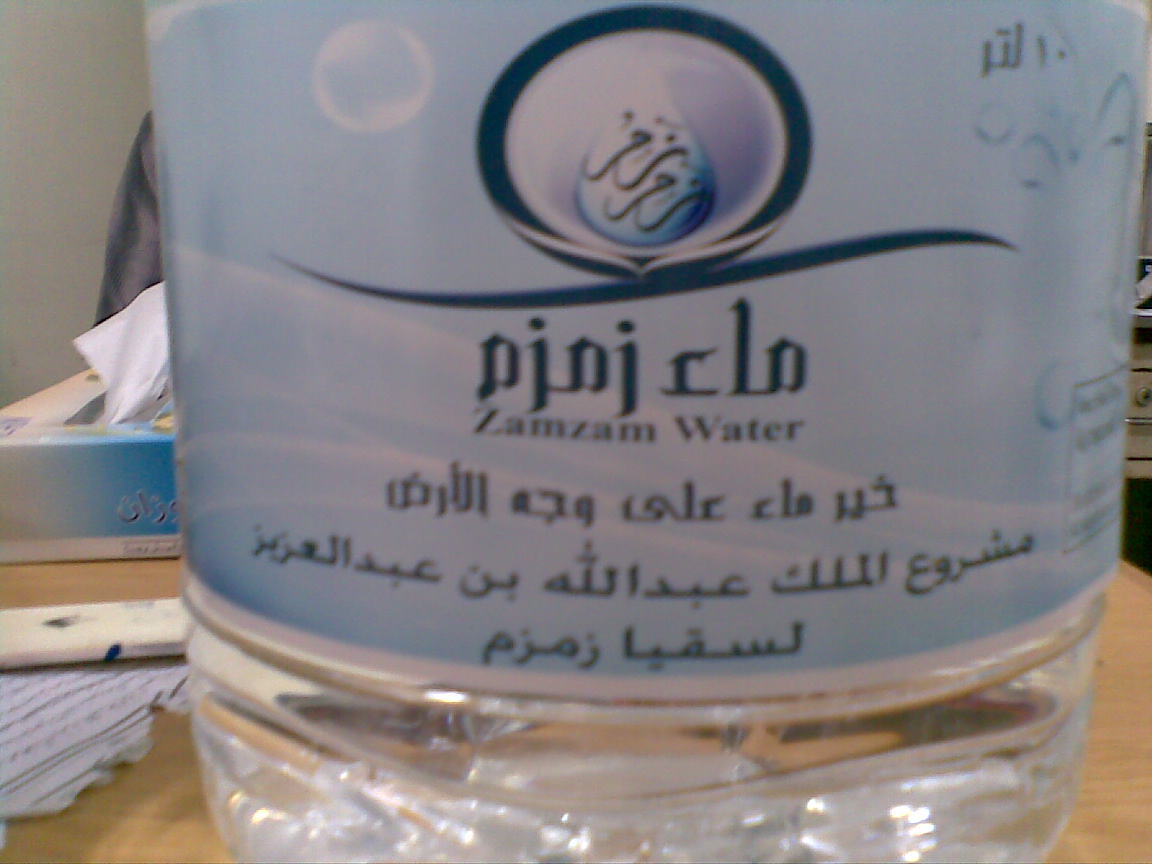 ١٠ لتر
زمزم
ماء زمزم
Zamzam Water
خير ماء على وجه الأرض
مشروع الملك عبدالله بن عبدالعزيز
لسقيا زمزم